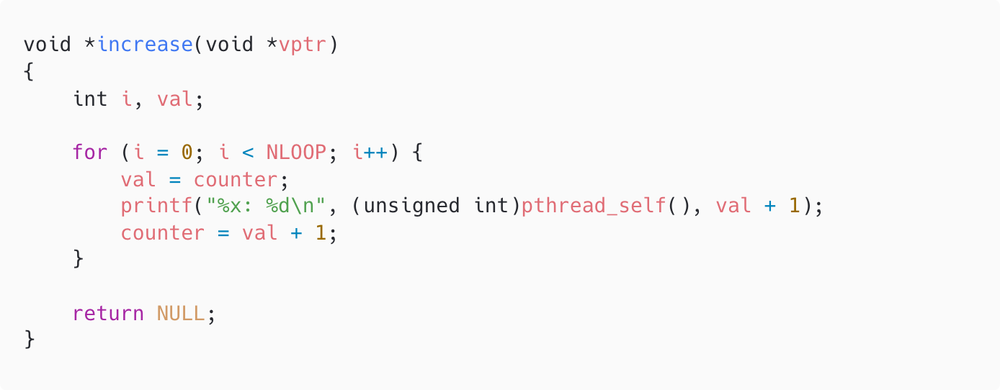 void *increase(void *vptr)
{
    int i, val;

    for (i = 0; i < NLOOP; i++) {
        val = counter;
        printf("%x: %d\n", (unsigned int)pthread_self(), val + 1);
        counter = val + 1;
    }

    return NULL;
}